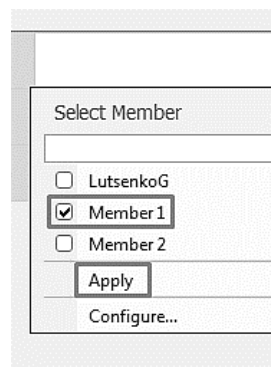 Select Member
LutsenkoG
Member 1
Member 2
Apply
Configure...